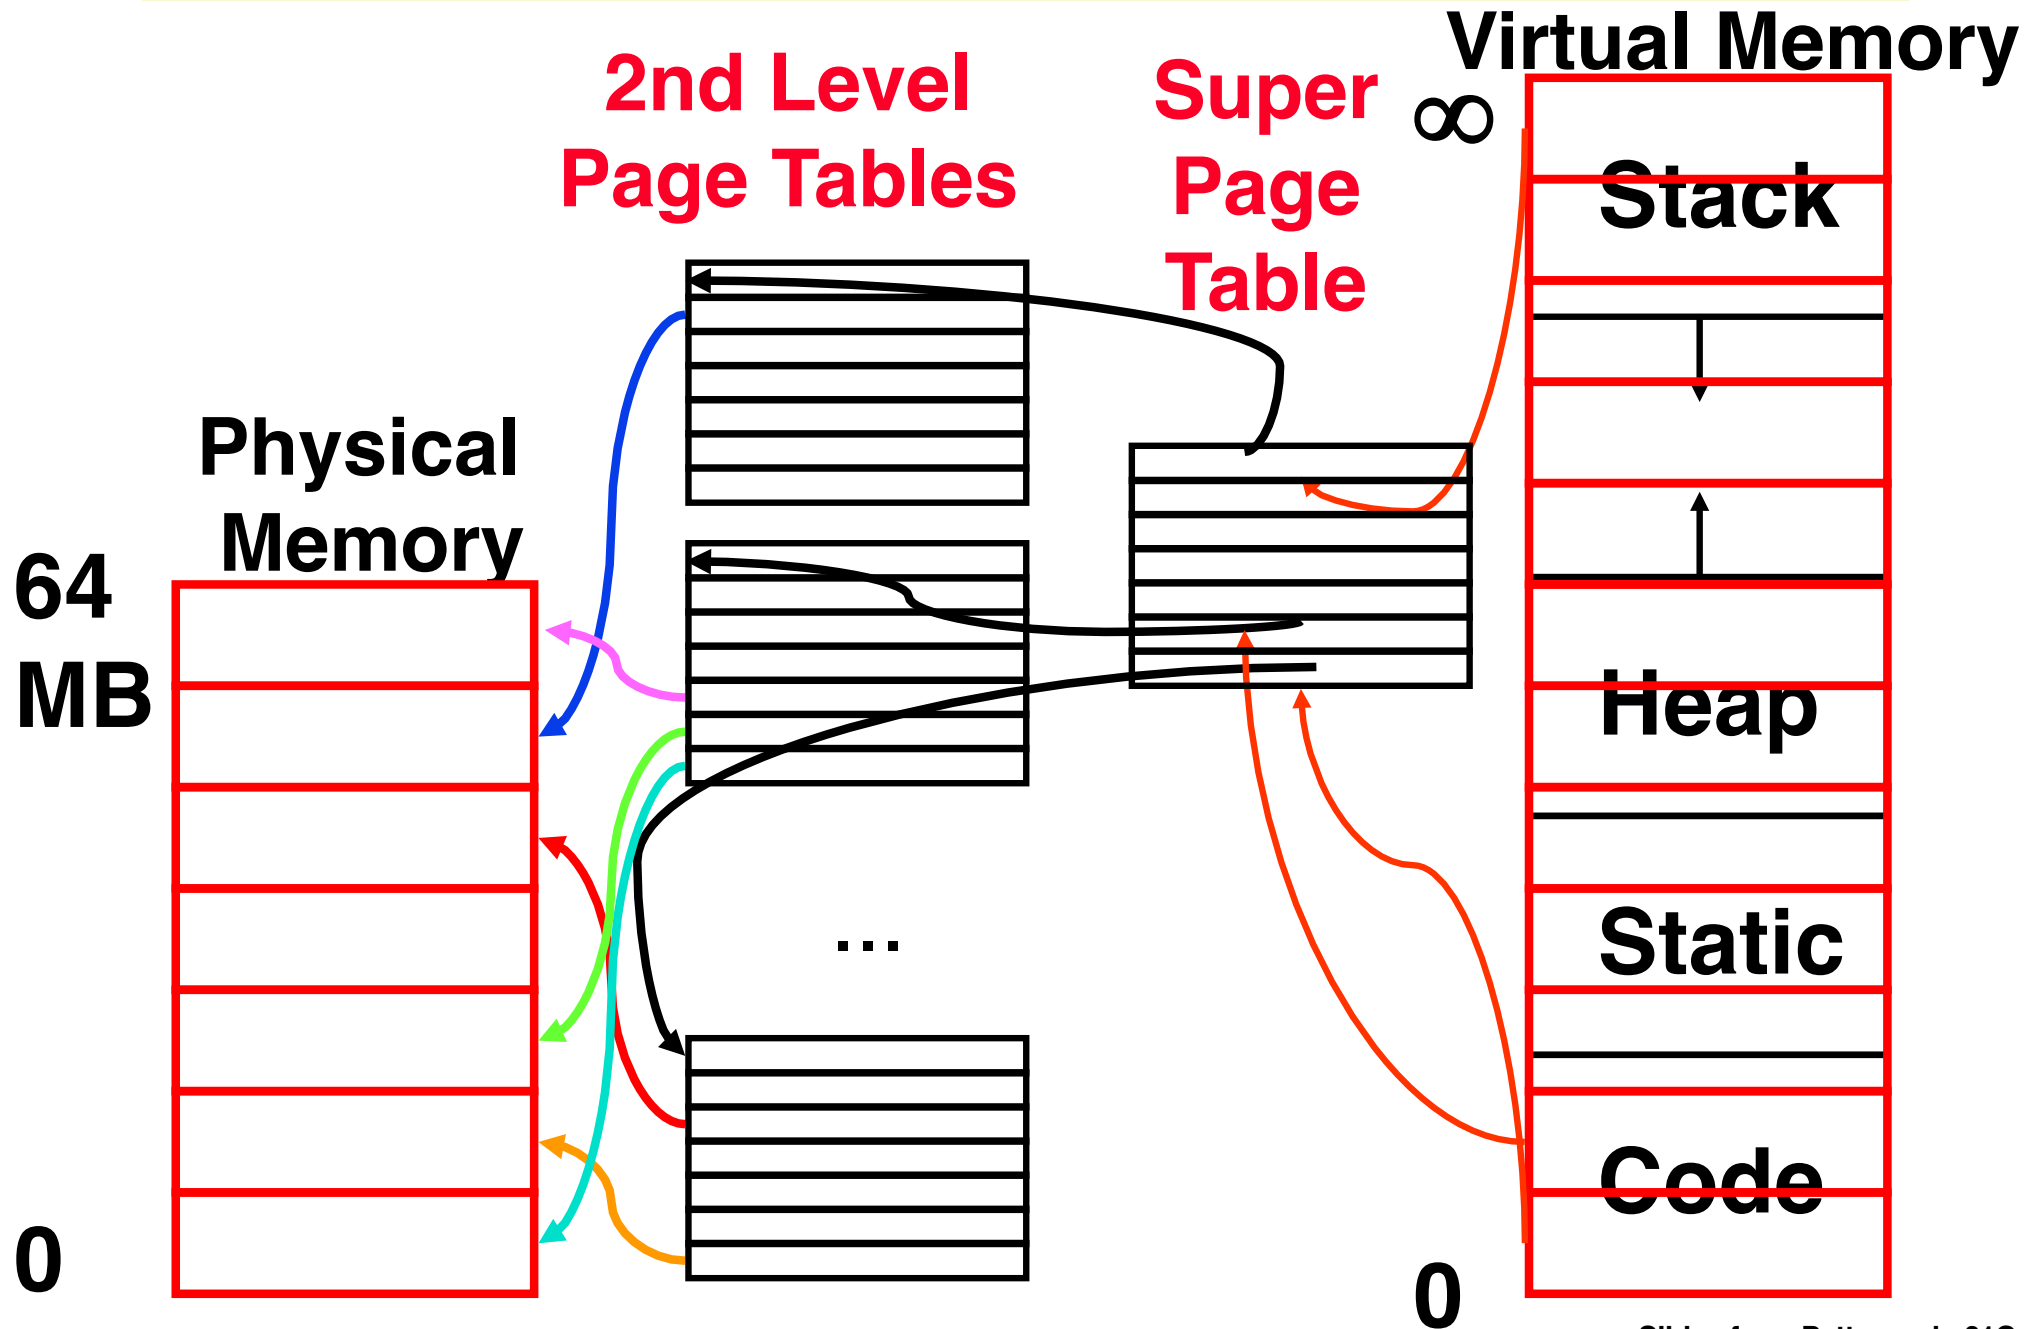 Virtual Memory
2nd Level
Page Tables
Super
Page
Table
∞
Stack
Physical
Memory
64
MB
Heap
...
Static
Code
0
0